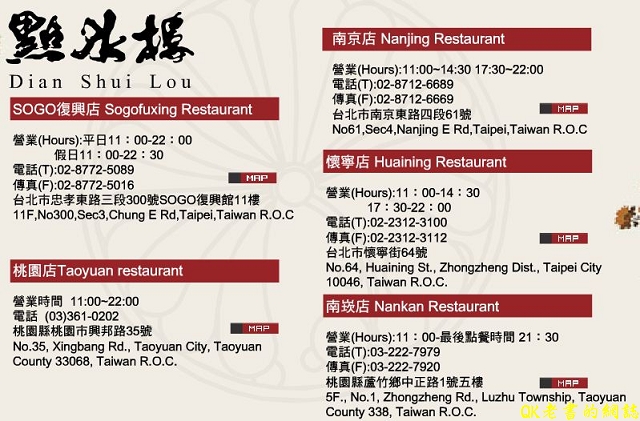 點水樓
Dian Shui Lou
SOGO復興店 Sogofuxing Restaurant
營業(Hours):平日11：00-22：00
假日11：00-22：30
電話(T):02-8772-5089
傳真(F):02-8772-5016
MAP
台北市忠孝東路三段300號SOGO復興館11樓
11F,No300,Sec3,Chung E Rd,Taipei,Taiwan R.O.C
桃園店Taoyuan restaurant
營業時間 11:00~22:00
電話 (03)361-0202
桃園縣桃園市興邦路35號
MAP
No.35, Xingbang Rd., Taoyuan City, Taoyuan
County 33068, Taiwan R.O.C.
南京店 Nanjing Restaurant
營業(Hours):11:00~14:30 17:30~22:00
電話(T):02-8712-6689
傳真(F):02-8712-6669
台北市南京東路四段61號
MAP
No61,Sec4,Nanjing E Rd,Taipei,Taiwan R.O.C
懷寧店 Huaining Restaurant
營業(Hours):11：00-14：30
17：30-22：00
電話(T):02-2312-3100
傳真(F):02-2312-3112
MAP
台北市懷寧街64號
No.64, Huaining St., Zhongzheng Dist., Taipei City
10046, Taiwan R.O.C.
南崁店 Nankan Restaurant
營業(Hours):11：00-最後點餐時間 21：30
電話(T):03-222-7979
傳真(F):03-222-7920
桃園縣蘆竹鄉中正路1號五樓
MAP
5F., No.1, Zhongzheng Rd., Luzhu Township, Taoyuan
County 338, Taiwan R.O.C.
OK老書的網誌